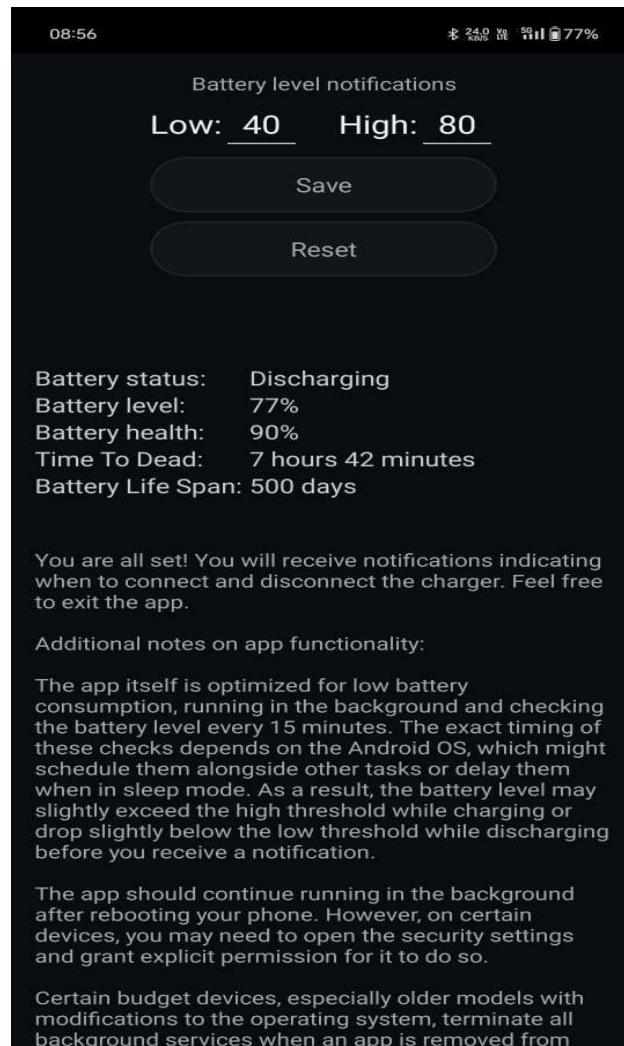 08:56 24.0 KB/S Vo LTE 5G 77%
Battery level notifications
Low: 40 High: 80
Save
Reset
Battery status: Discharging
Battery level: 77%
Battery health: 90%
Time To Dead: 7 hours 42 minutes
Battery Life Span: 500 days
You are all set! You will receive notifications indicating
when to connect and disconnect the charger. Feel free
to exit the app.
Additional notes on app functionality:
The app itself is optimized for low battery
consumption, running in the background and checking
the battery level every 15 minutes. The exact timing of
these checks depends on the Android OS, which might
schedule them alongside other tasks or delay them
when in sleep mode. As a result, the battery level may
slightly exceed the high threshold while charging or
drop slightly below the low threshold while discharging
before you receive a notification.
The app should continue running in the background
after rebooting your phone. However, on certain
devices, you may need to open the security settings
and grant explicit permission for it to do so.
Certain budget devices, especially older models with
modifications to the operating system, terminate all
background services when an app is removed from